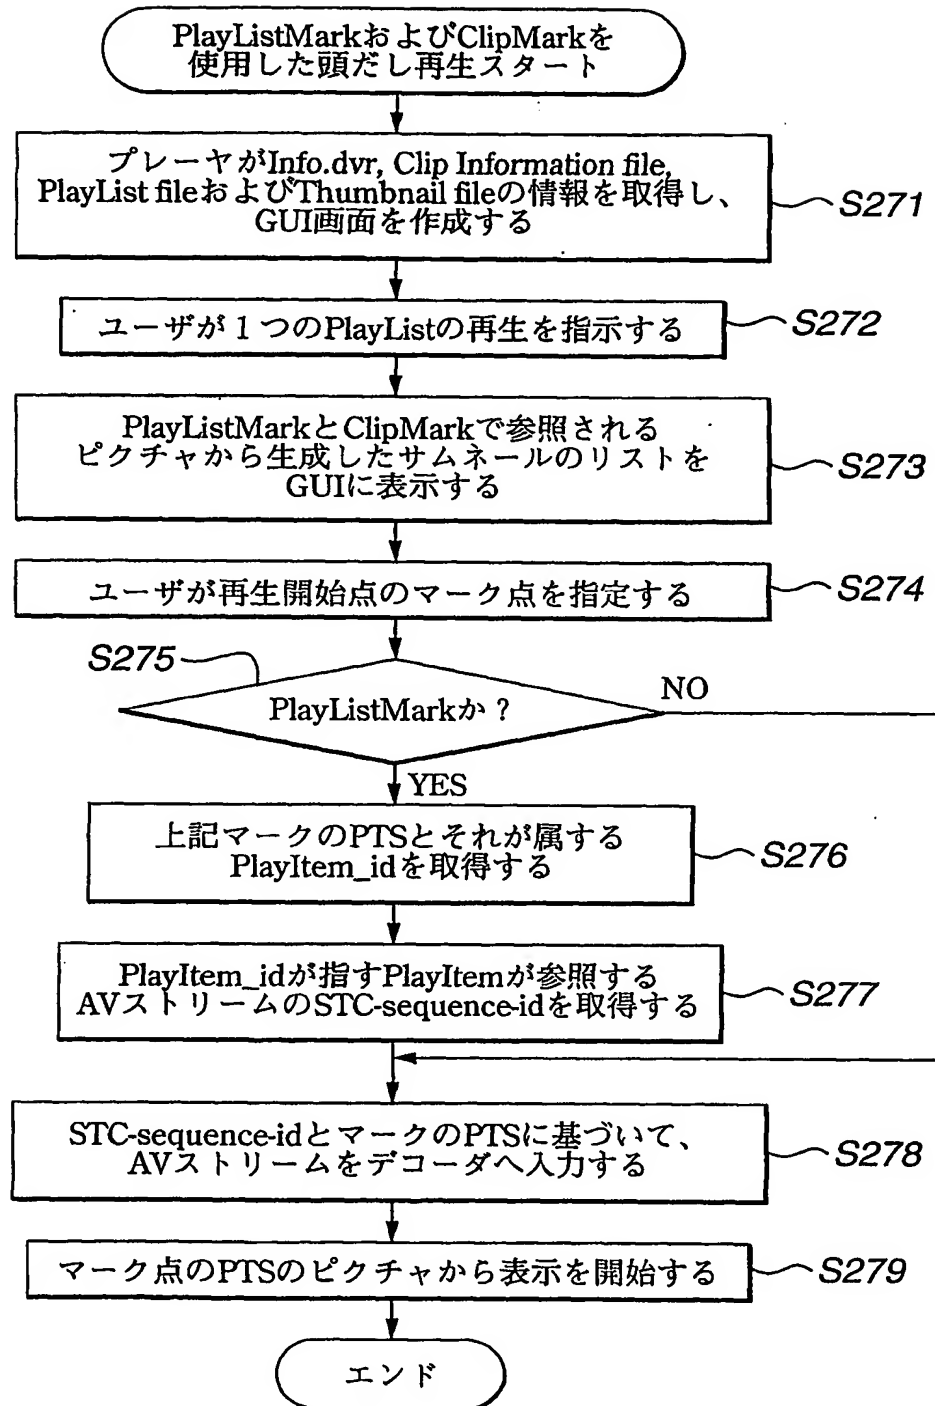 PlayListMarkおよびClipMarkを
使用した頭だし再生スタート
プレーヤがInfo.dvr, Clip Information file,
PlayList fileおよびThumbnail fileの情報を取得し、
GUI画面を作成する
S271
ユーザが1つのPlayListの再生を指示する
S272
PlayListMarkとClipMarkで参照される
ピクチャから生成したサムネールのリストを
GUIに表示する
S273
ユーザが再生開始点のマーク点を指定する
S274
S275
PlayListMarkか?
NO
YES
上記マークのPTSとそれが属する
PlayItem_idを取得する
S276
PlayItem_idが指すPlayItemが参照する
AVストリームのSTC-sequence-idを取得する
S277
STC-sequence-idとマークのPTSに基づいて、
AVストリームをデコーダへ入力する
S278
マーク点のPTSのピクチャから表示を開始する
S279
エンド